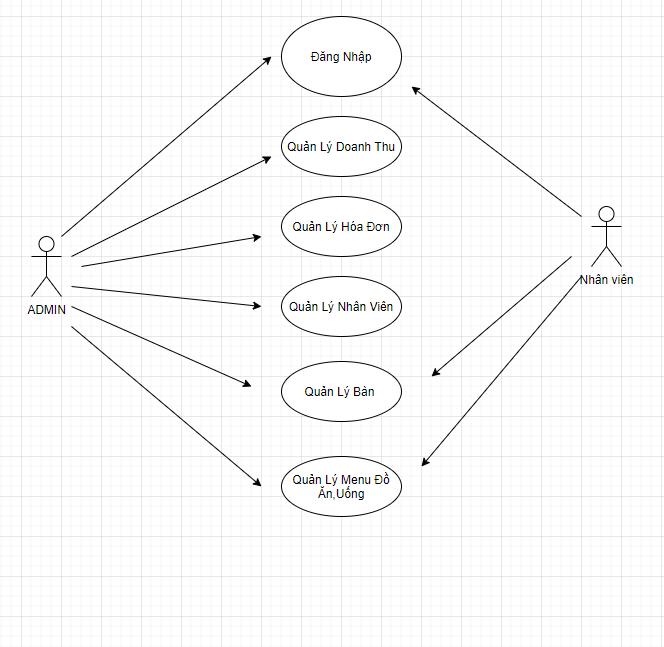 Đăng Nhập
Quản Lý Doanh Thu
Quản Lý Hóa Đơn
Quản Lý Nhân Viên
Quản Lý Bàn
Quản Lý Menu Đồ
Ăn,Uống
ADMIN
Nhân viên